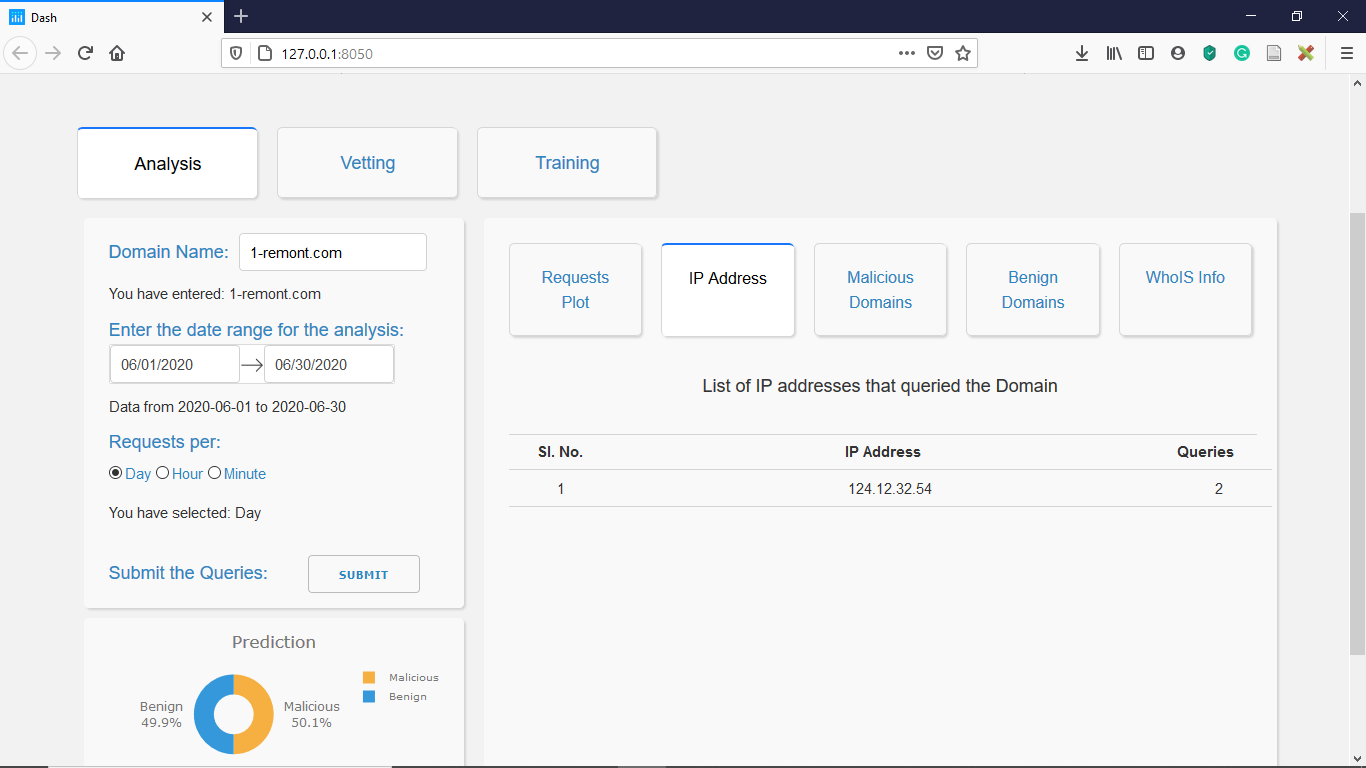 Dash
127.0.0.1:8050
Analysis
Vetting
Training
Domain Name:
1-remont.com
You have entered: 1-remont.com
Enter the date range for the analysis:
06/01/2020
06/30/2020
Data from 2020-06-01 to 2020-06-30
Requests per:
Day Hour Minute
You have selected: Day
Submit the Queries:
SUBMIT
Prediction
Malicious
Benign
Benign
49.9%
Malicious
50.1%
Requests
Plot
IP Address
Malicious
Domains
Benign
Domains
WhoIS Info
List of IP addresses that queried the Domain
Sl. No. IP Address Queries
1 124.12.32.54 2